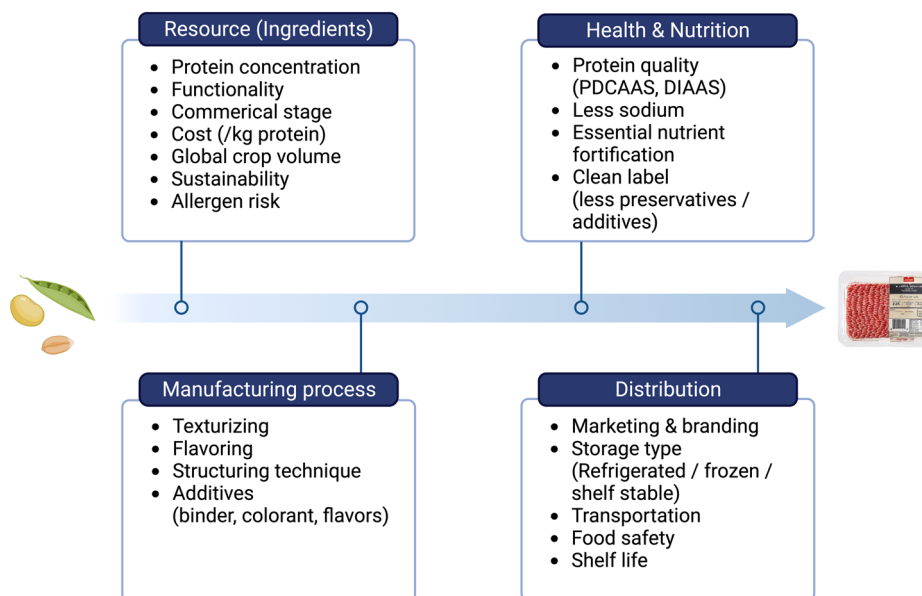 Resource (Ingredients)
Protein concentration
Functionality
Commerical stage
Cost (/kg protein)
Global crop volume
Sustainability
Allergen risk
Health & Nutrition
Protein quality
(PDCAAS, DIAAS)
Less sodium
Essential nutrient
fortification
Clean label
(less preservatives /
additives)
Manufacturing process
Texturizing
Flavoring
Structuring technique
Additives
(binder, colorant, flavors)
Distribution
Marketing & branding
Storage type
(Refrigerated / frozen /
shelf stable)
Transportation
Food safety
Shelf life